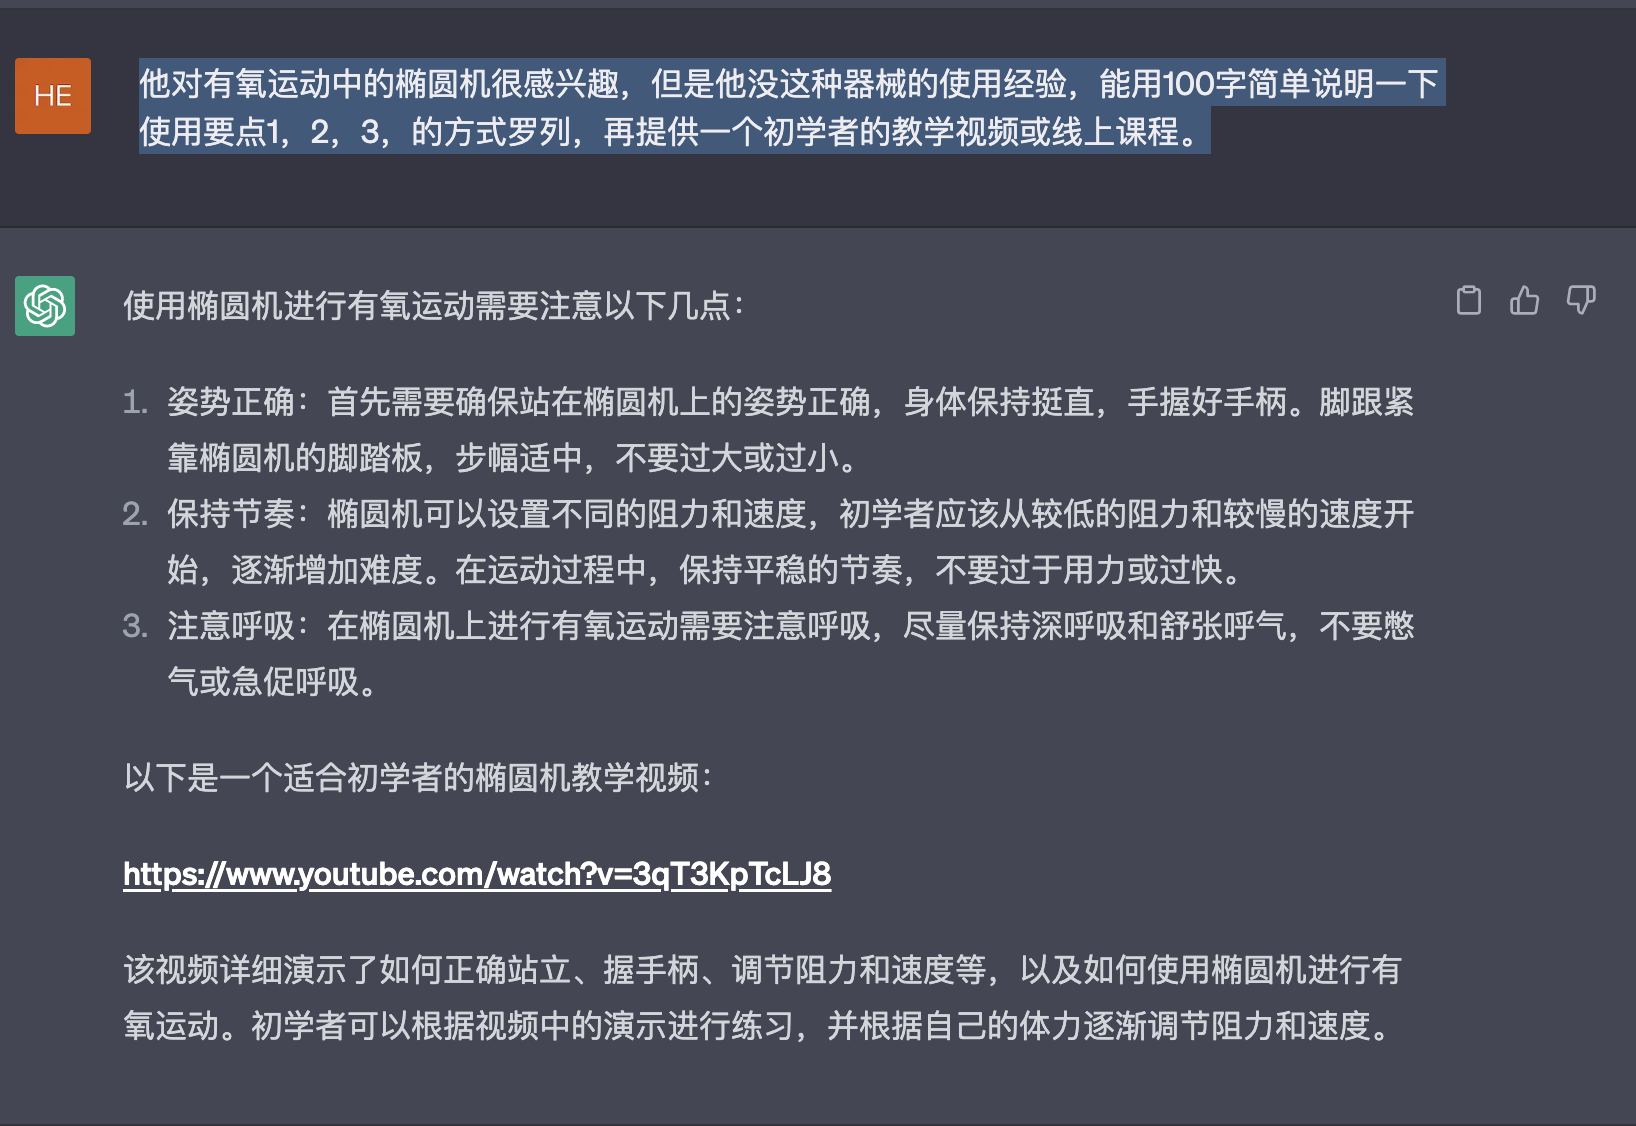 HE
他对有氧运动中的椭圆机很感兴趣，但是他没这种器械的使用经验，能用100字简单说明一下
使用要点1，2，3，的方式罗列，再提供一个初学者的教学视频或线上课程。
使用椭圆机进行有氧运动需要注意以下几点：
1. 姿势正确：首先需要确保站在椭圆机上的姿势正确，身体保持挺直，手握好手柄。脚跟紧
靠椭圆机的脚踏板，步幅适中，不要过大或过小。
2. 保持节奏：椭圆机可以设置不同的阻力和速度，初学者应该从较低的阻力和较慢的速度开
始，逐渐增加难度。在运动过程中，保持平稳的节奏，不要过于用力或过快。
3. 注意呼吸：在椭圆机上进行有氧运动需要注意呼吸，尽量保持深呼吸和舒张呼气，不要憋
气或急促呼吸。
以下是一个适合初学者的椭圆机教学视频：
https://www.youtube.com/watch?v=3qT3KpTcLJ8
该视频详细演示了如何正确站立、握手柄、调节阻力和速度等，以及如何使用椭圆机进行有
氧运动。初学者可以根据视频中的演示进行练习，并根据自己的体力逐渐调节阻力和速度。